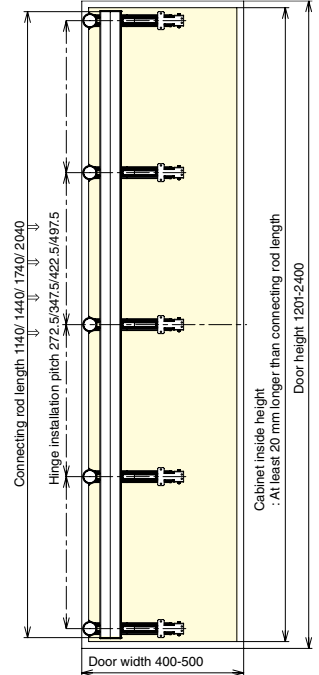 Connecting rod length 1140/ 1440/ 1740/ 2040
⇒ ⇒ ⇒ ⇒
Hinge installation pitch 272.5/347.5/422.5/497.5
Cabinet inside height
: At least 20 mm longer than connecting rod length
Door height 1201-2400
Door width 400-500